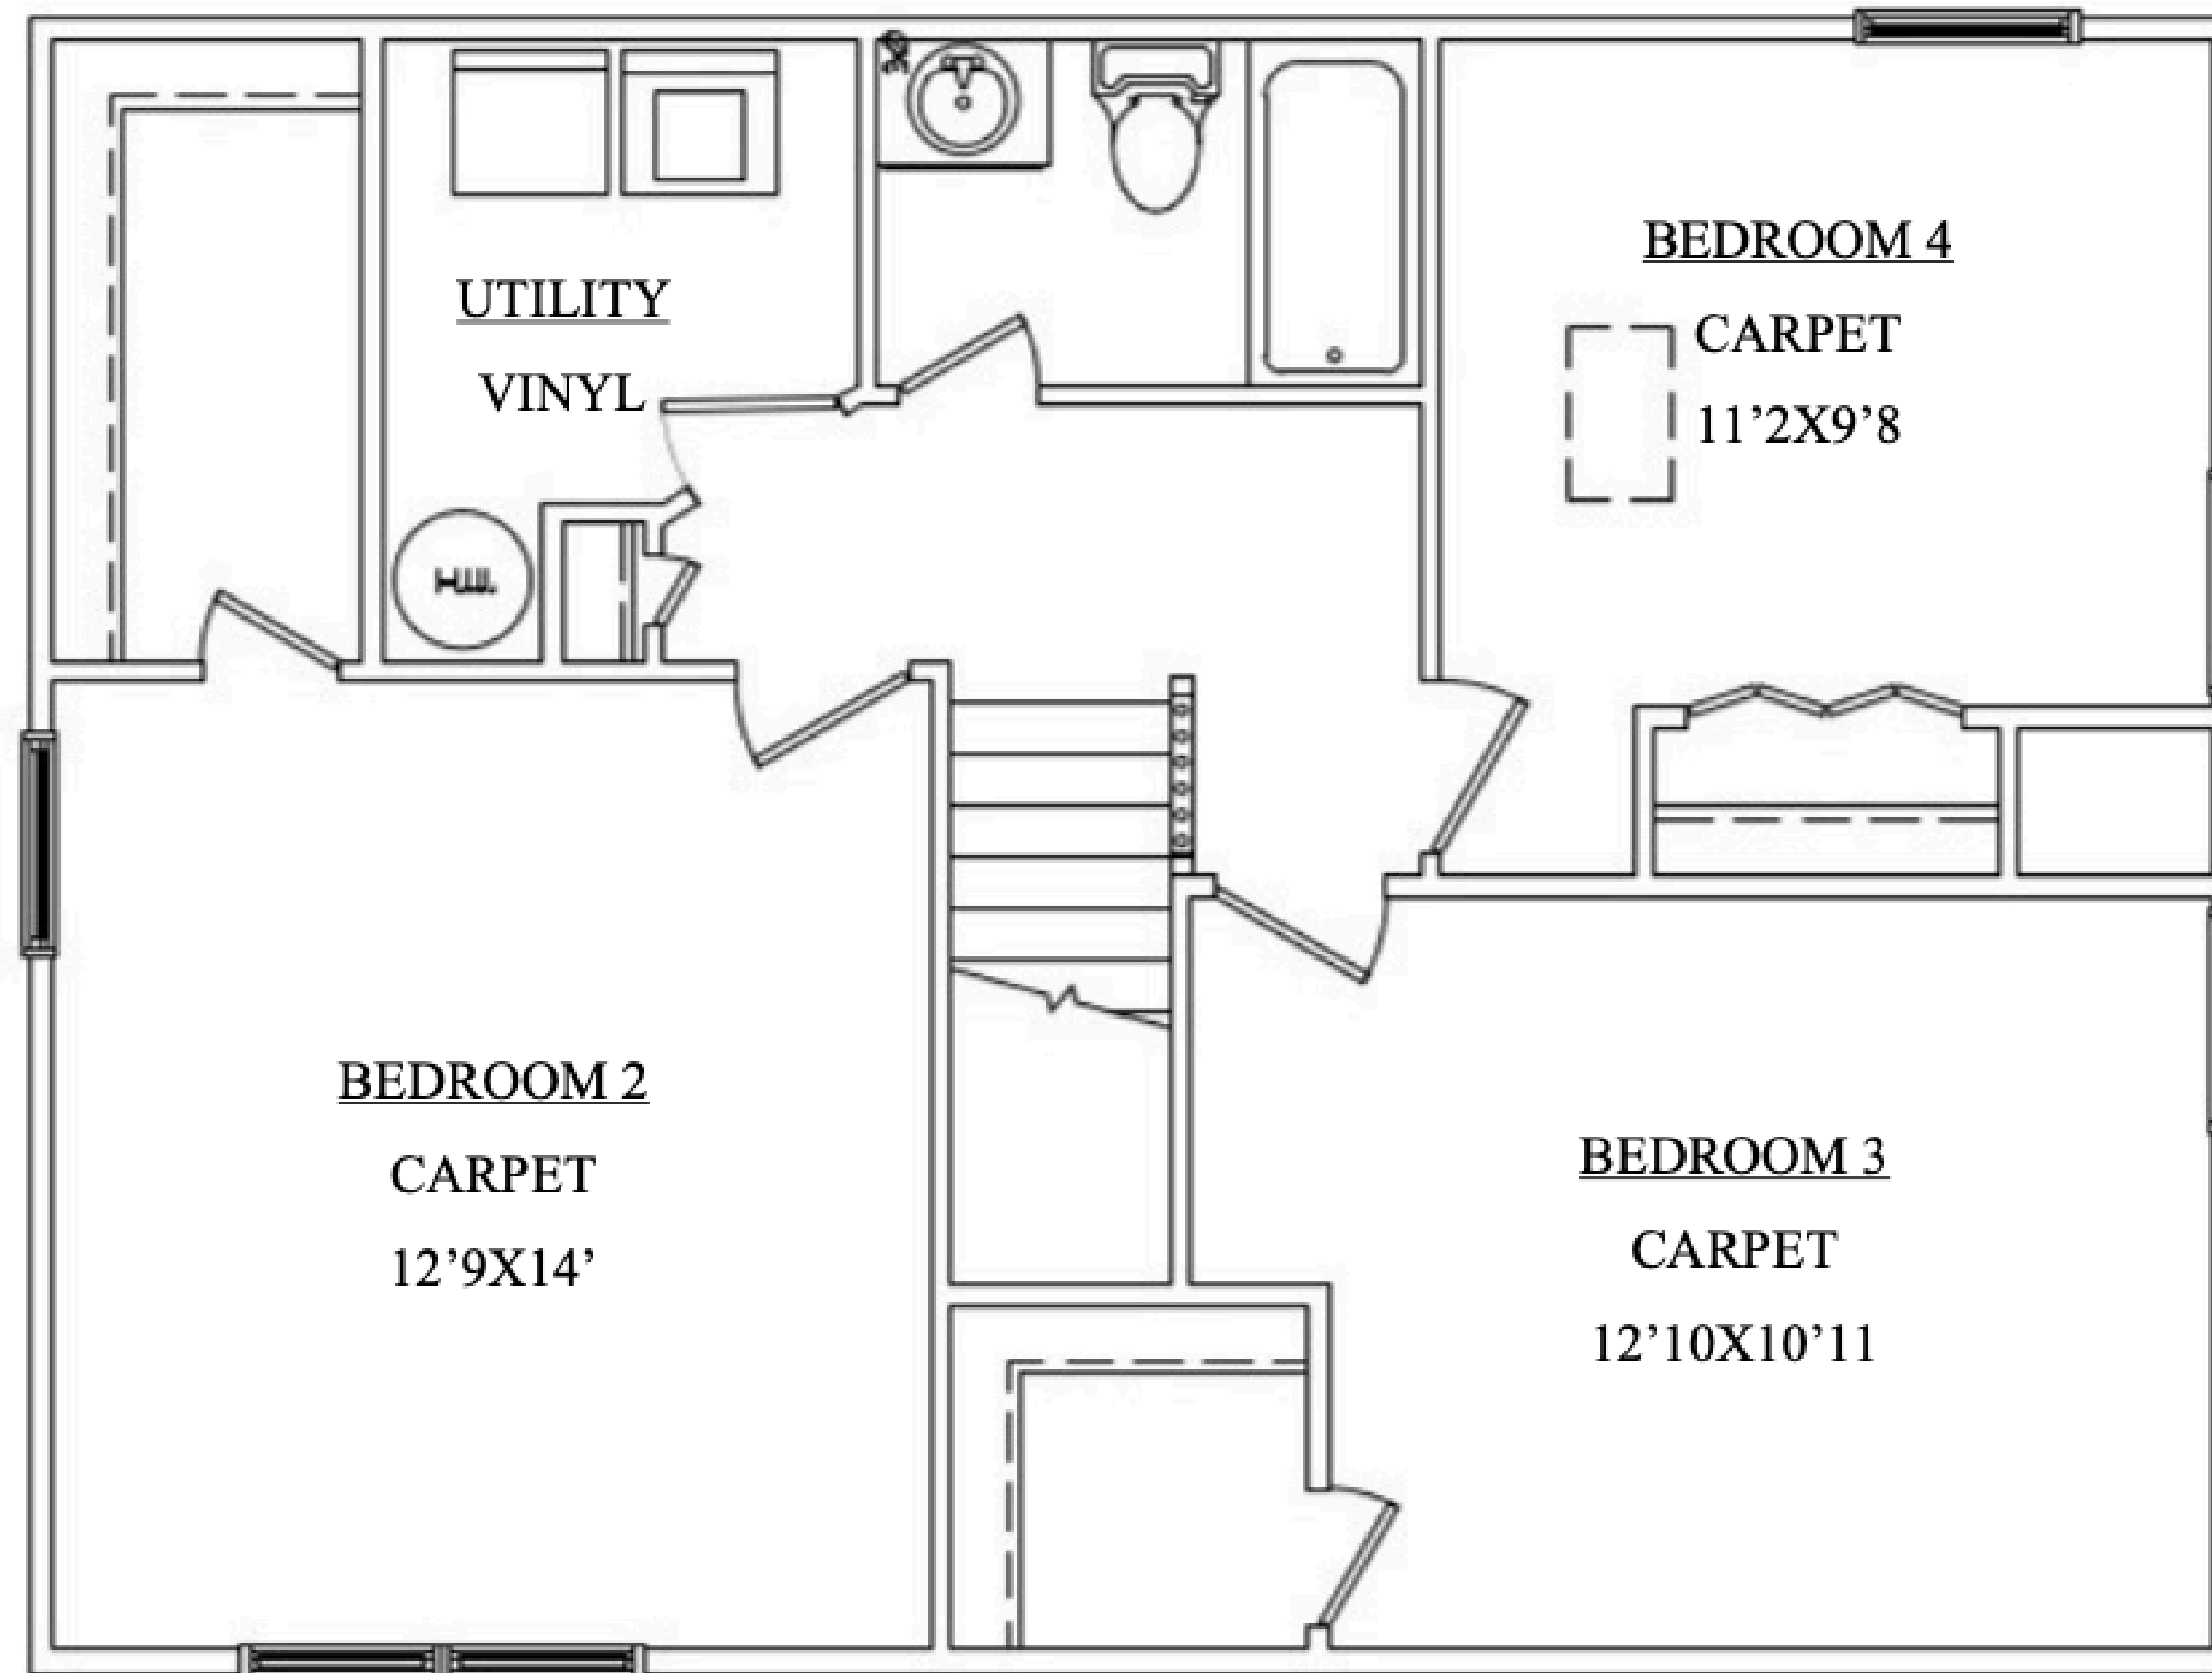 BEDROOM 4
CARPET
11’2X9’8
UTILITY
VINYL
BEDROOM 2
CARPET
12’9X14’
BEDROOM 3
CARPET
12’10X10’11